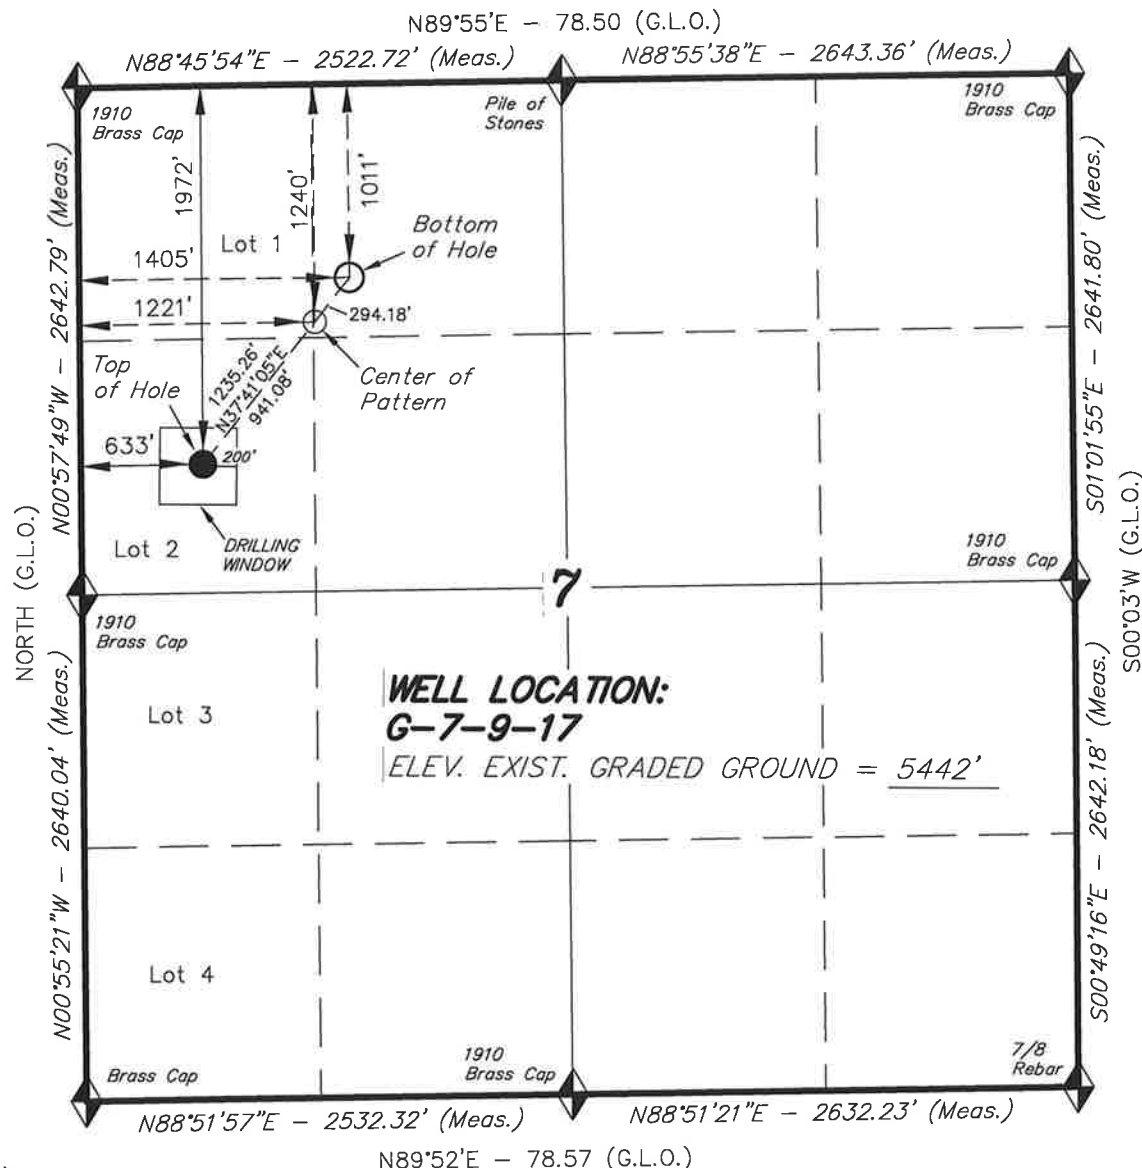 N89°55'E - 78.50 (G.L.O.)
N88°45'54"E - 2522.72' (Meas.)
N88°55'38"E - 2643.36' (Meas.)
1910
Brass Cap
Pile of
Stones
1910
Brass Cap
N00°57'49"W - 2642.79' (Meas.)
1972'
1240'
1011'
S01°01'55"E - 2641.80' (Meas.)
Lot 1
Bottom
of Hole
1405'
1221'
294.18'
Top
of Hole
Center of
Pattern
1235.26'
N37°41'05"E
941.08'
633'
200'
Lot 2
DRILLING
WINDOW
1910
Brass Cap
NORTH (G.L.O.)
S00°03'W (G.L.O.)
7
1910
Brass Cap
WELL LOCATION:
G-7-9-17
ELEV. EXIST. GRADED GROUND = 5442'
Lot 3
N00°55'21"W - 2640.04' (Meas.)
S00°49'16"E - 2642.18' (Meas.)
Lot 4
Brass Cap
1910
Brass Cap
7/8
Rebar
N88°51'57"E - 2532.32' (Meas.)
N88°51'21"E - 2632.23' (Meas.)
N89°52'E - 78.57 (G.L.O.)